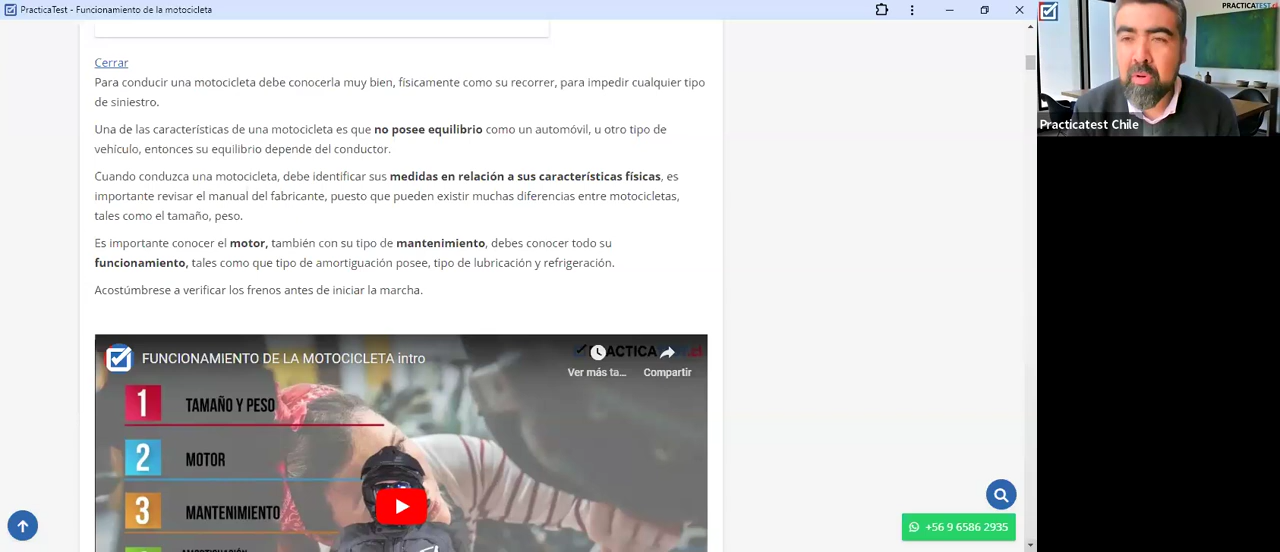 PracticaTest - Funcionamiento de la motocicleta
PRACTICATEST.cl
Cerrar
Para conducir una motocicleta debe conocerla muy bien, físicamente como su recorrer, para impedir cualquier tipo
de siniestro.
Una de las características de una motocicleta es que no posee equilibrio como un automóvil, u otro tipo de
vehículo, entonces su equilibrio depende del conductor.
Cuando conduzca una motocicleta, debe identificar sus medidas en relación a sus características físicas, es
importante revisar el manual del fabricante, puesto que pueden existir muchas diferencias entre motocicletas,
tales como el tamaño, peso.
Es importante conocer el motor, también con su tipo de mantenimiento, debes conocer todo su
funcionamiento, tales como que tipo de amortiguación posee, tipo de lubricación y refrigeración.
Acostúmbrese a verificar los frenos antes de iniciar la marcha.
Practicatest Chile
FUNCIONAMIENTO DE LA MOTOCICLETA intro
PRACTICATEST.cl
Ver más ta...
Compartir
1 TAMAÑO Y PESO
2 MOTOR
3 MANTENIMIENTO
+56 9 6586 2935